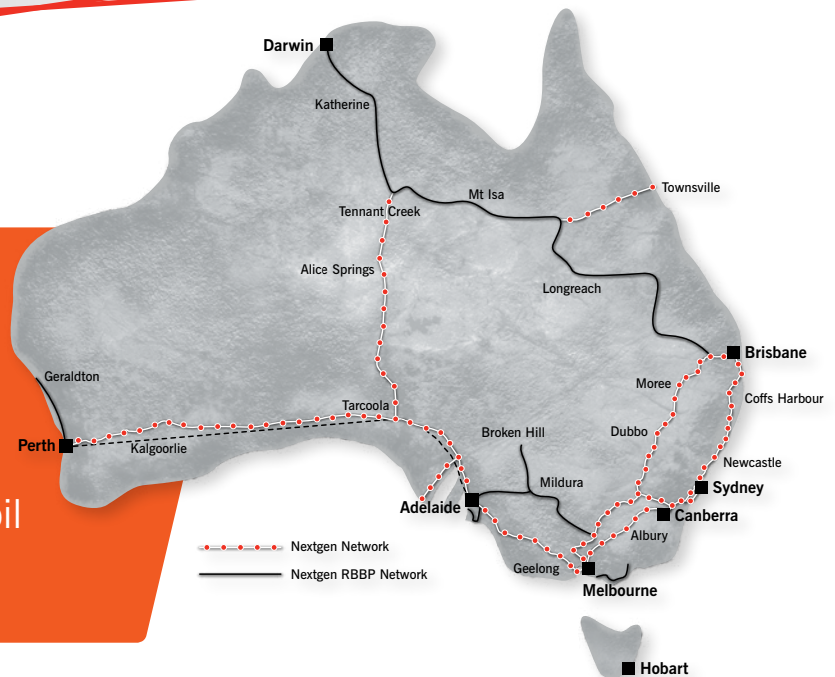 Darwin
Katherine
Mt Isa
Townsville
Tennant Creek
Alice Springs
Longreach
Brisbane
Geraldton
Moree
Coffs Harbour
Tarcoola
Broken Hill
Dubbo
Perth
Kalgoorlie
Newcastle
Mildura
Sydney
Adelaide
Canberra
oil
Albury
Nextgen Network
Geelong
Nextgen RBBP Network
Melbourne
Hobart